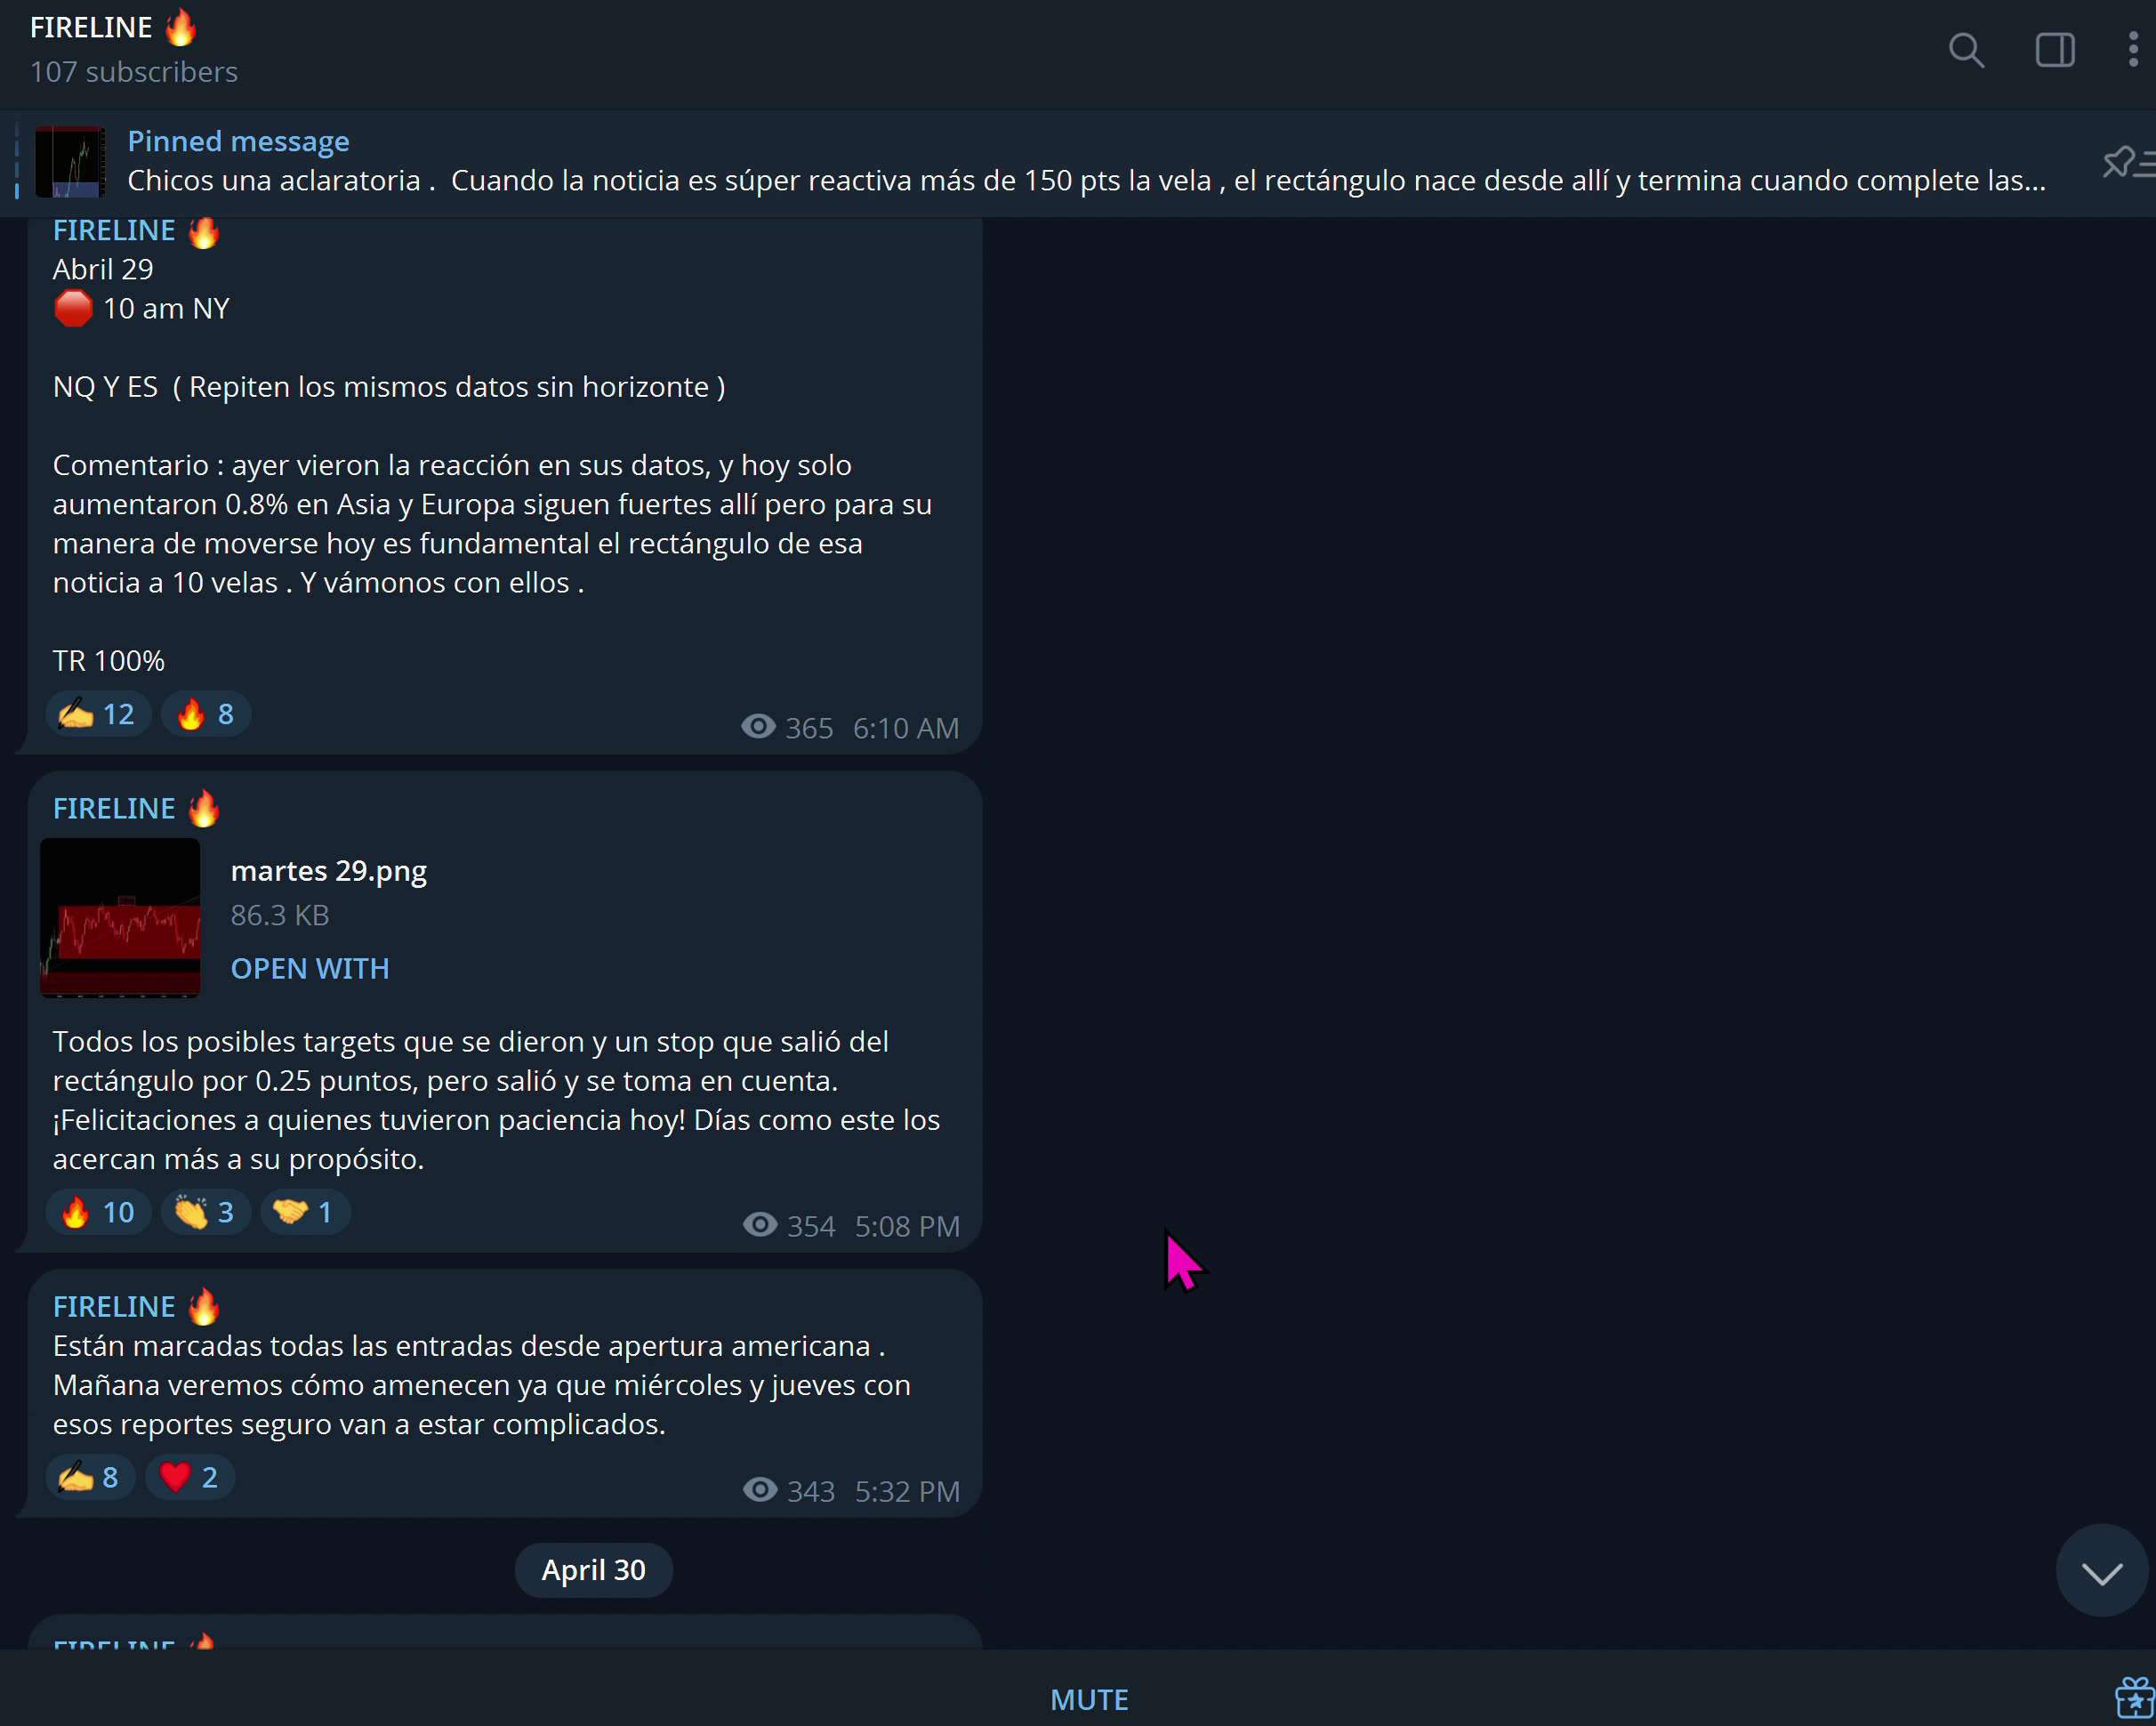 FIRELINE 🔥
107 subscribers
Pinned message
Chicos una aclaratoria .  Cuando la noticia es súper reactiva más de 150 pts la vela , el rectángulo nace desde allí y termina cuando complete las...
FIRELINE 🔥
Abril 29
🛑 10 am NY
NQ Y ES  ( Repiten los mismos datos sin horizonte )
Comentario : ayer vieron la reacción en sus datos, y hoy solo
aumentaron 0.8% en Asia y Europa siguen fuertes allí pero para su
manera de moverse hoy es fundamental el rectángulo de esa
noticia a 10 velas . Y vámonos con ellos .
TR 100%
✍️ 12 🔥 8 365 6:10 AM
FIRELINE 🔥
martes 29.png
86.3 KB
OPEN WITH
Todos los posibles targets que se dieron y un stop que salió del
rectángulo por 0.25 puntos, pero salió y se toma en cuenta.
¡Felicitaciones a quienes tuvieron paciencia hoy! Días como este los
acercan más a su propósito.
🔥 10 👏 3 🤝 1 354 5:08 PM
FIRELINE 🔥
Están marcadas todas las entradas desde apertura americana .
Mañana veremos cómo amenecen ya que miércoles y jueves con
esos reportes seguro van a estar complicados.
✍️ 8 ❤️ 2 343 5:32 PM
April 30
FIRELINE 🔥
MUTE